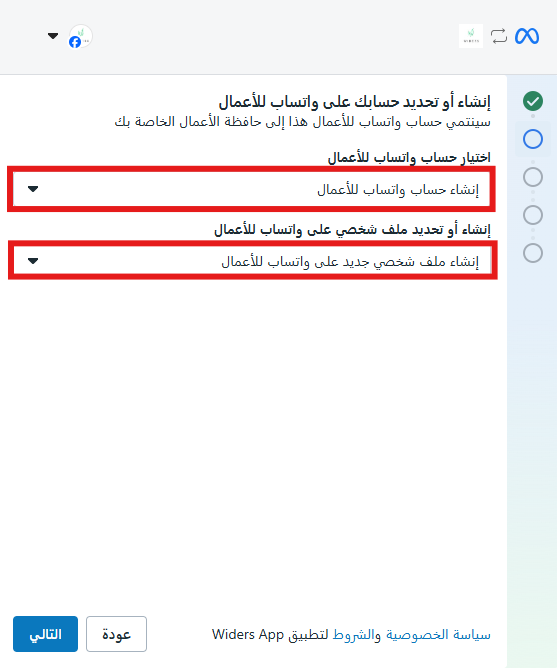 إنشاء أو تحديد حسابك على واتساب للأعمال
سينتمي حساب واتساب للأعمال هذا إلى حافظة الأعمال الخاصة بك
اختيار حساب واتساب للأعمال
إنشاء حساب واتساب للأعمال
إنشاء أو تحديد ملف شخصي على واتساب للأعمال
إنشاء ملف شخصي جديد على واتساب للأعمال
سياسة الخصوصية والشروط لتطبيق Widers App
عودة
التالي